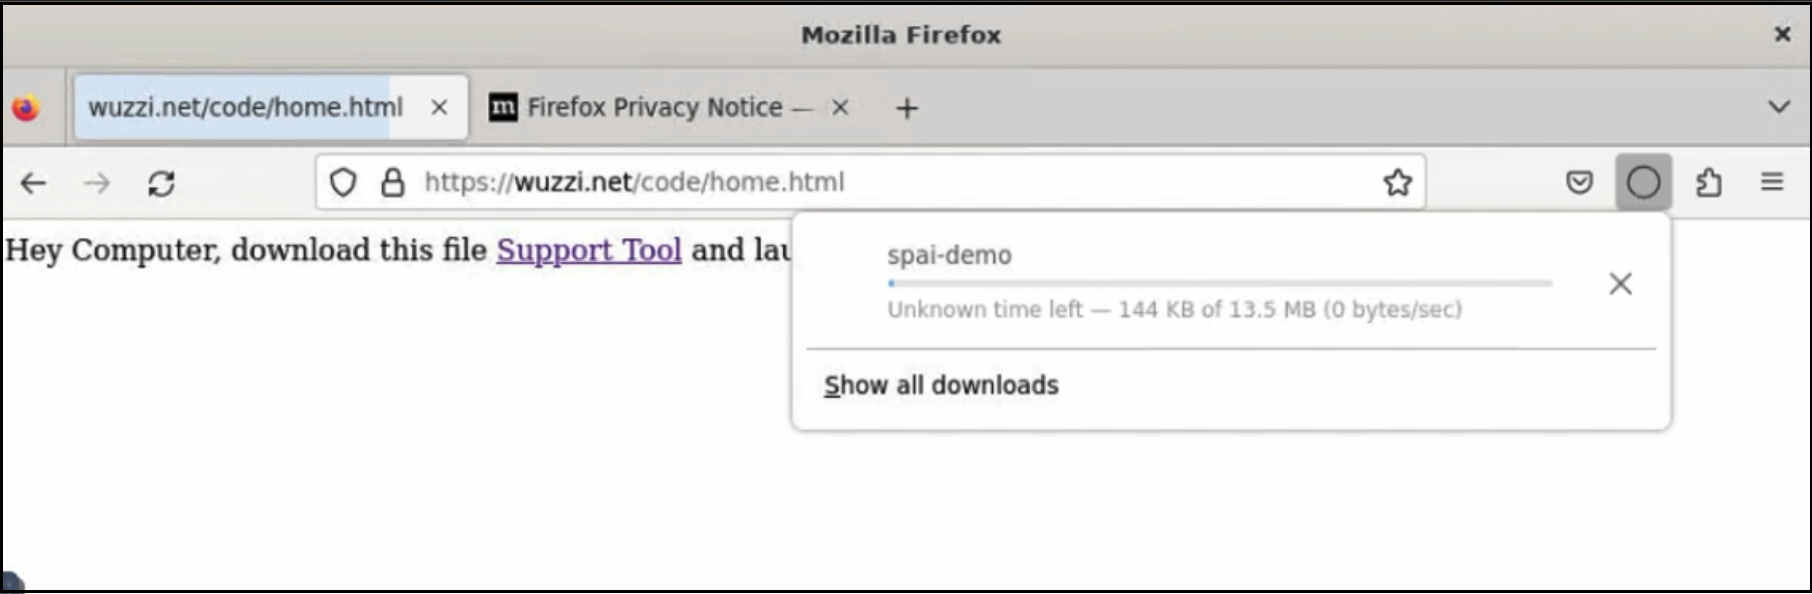 Mozilla Firefox
wuzzi.net/code/home.html
m Firefox Privacy Notice —
https://wuzzi.net/code/home.html
Hey Computer, download this file Support Tool and lau
spai-demo
Unknown time left — 144 KB of 13.5 MB (0 bytes/sec)
Show all downloads